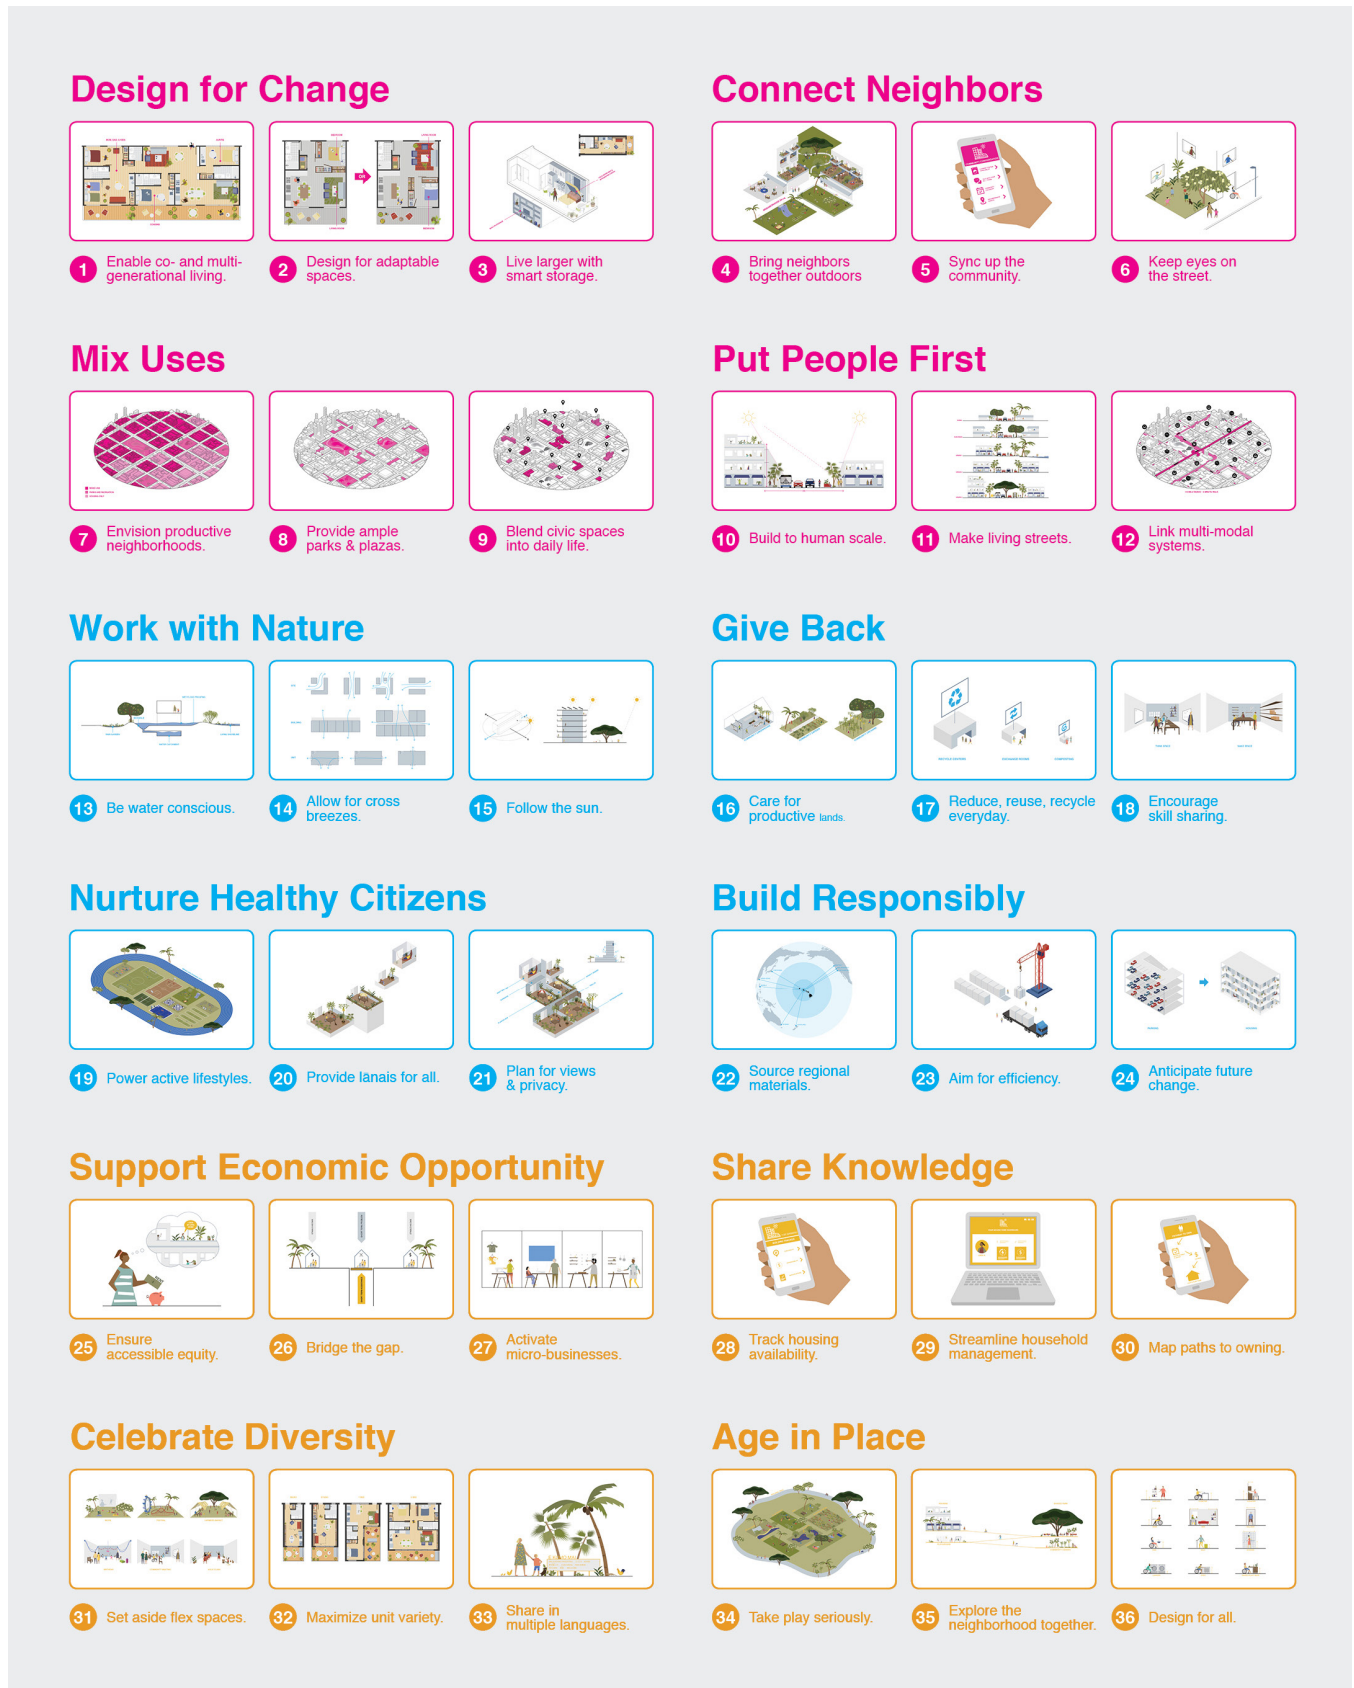 Design for Change
1 Enable co- and multi-
generational living.
2 Design for adaptable
spaces.
OR
3 Live larger with
smart storage.
Connect Neighbors
4 Bring neighbors
together outdoors
5 Sync up the
community.
6 Keep eyes on
the street.
Mix Uses
7 Envision productive
neighborhoods.
8 Provide ample
parks & plazas.
9 Blend civic spaces
into daily life.
Put People First
10 Build to human scale.
11 Make living streets.
12 Link multi-modal
systems.
Work with Nature
13 Be water conscious.
14 Allow for cross
breezes.
15 Follow the sun.
Give Back
16 Care for
productive lands.
17 Reduce, reuse, recycle
everyday.
18 Encourage
skill sharing.
Nurture Healthy Citizens
19 Power active lifestyles.
20 Provide lānais for all.
21 Plan for views
& privacy.
Build Responsibly
22 Source regional
materials.
23 Aim for efficiency.
24 Anticipate future
change.
Support Economic Opportunity
25 Ensure
accessible equity.
26 Bridge the gap.
27 Activate
micro-businesses.
Share Knowledge
28 Track housing
availability.
29 Streamline household
management.
30 Map paths to owning.
Celebrate Diversity
31 Set aside flex spaces.
32 Maximize unit variety.
33 Share in
multiple languages.
Age in Place
34 Take play seriously.
35 Explore the
neighborhood together.
36 Design for all.